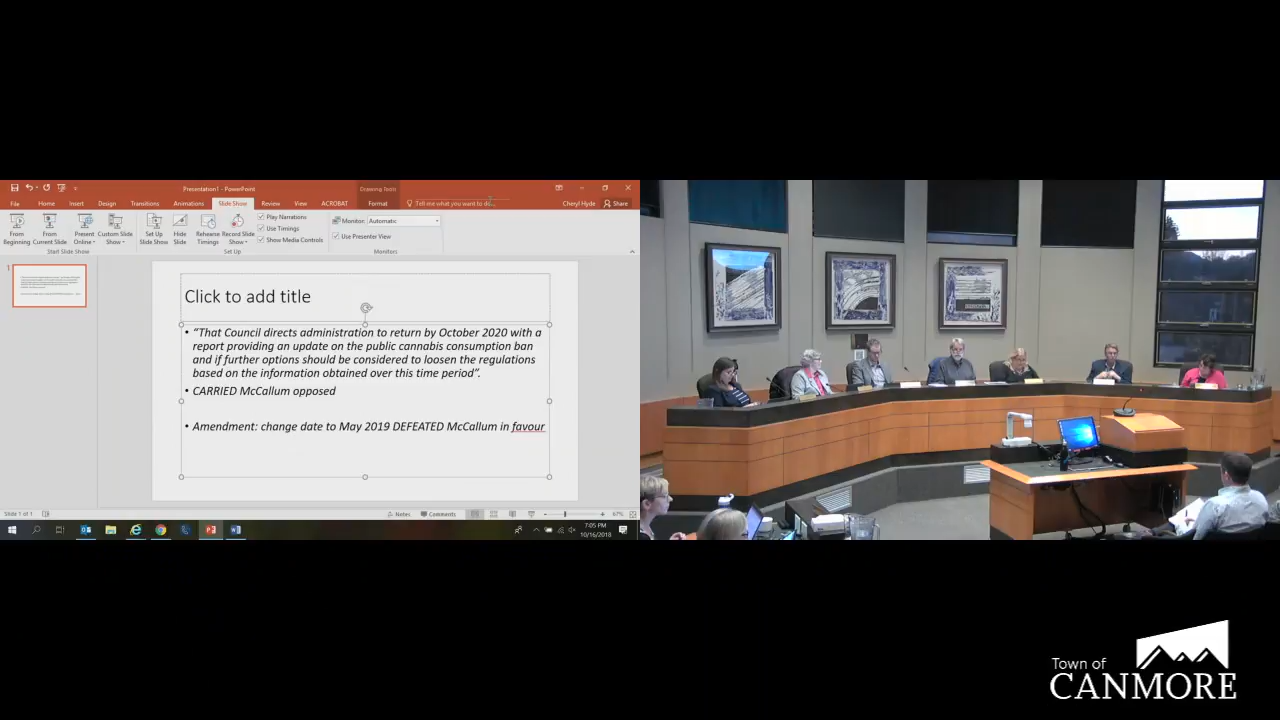 Presentation1 - PowerPoint
Drawing Tools
File Home Insert Design Transitions Animations Slide Show Review View ACROBAT Format Tell me what you want to do... Cheryl Hyde Share
From Beginning
From Current Slide
Present Online
Custom Slide Show
Set Up Slide Show
Hide Slide
Rehearse Timings
Record Slide Show
Play Narrations
Use Timings
Show Media Controls
Monitor: Automatic
Use Presenter View
Start Slide Show
Set Up
Monitors
1
Click to add title
• “That Council directs administration to return by October 2020 with a
report providing an update on the public cannabis consumption ban
and if further options should be considered to loosen the regulations
based on the information obtained over this time period”.
• CARRIED McCallum opposed
• Amendment: change date to May 2019 DEFEATED McCallum in favour
Slide 1 of 1
Notes
Comments
67%
7:05 PM
10/16/2018
Town of
CANMORE